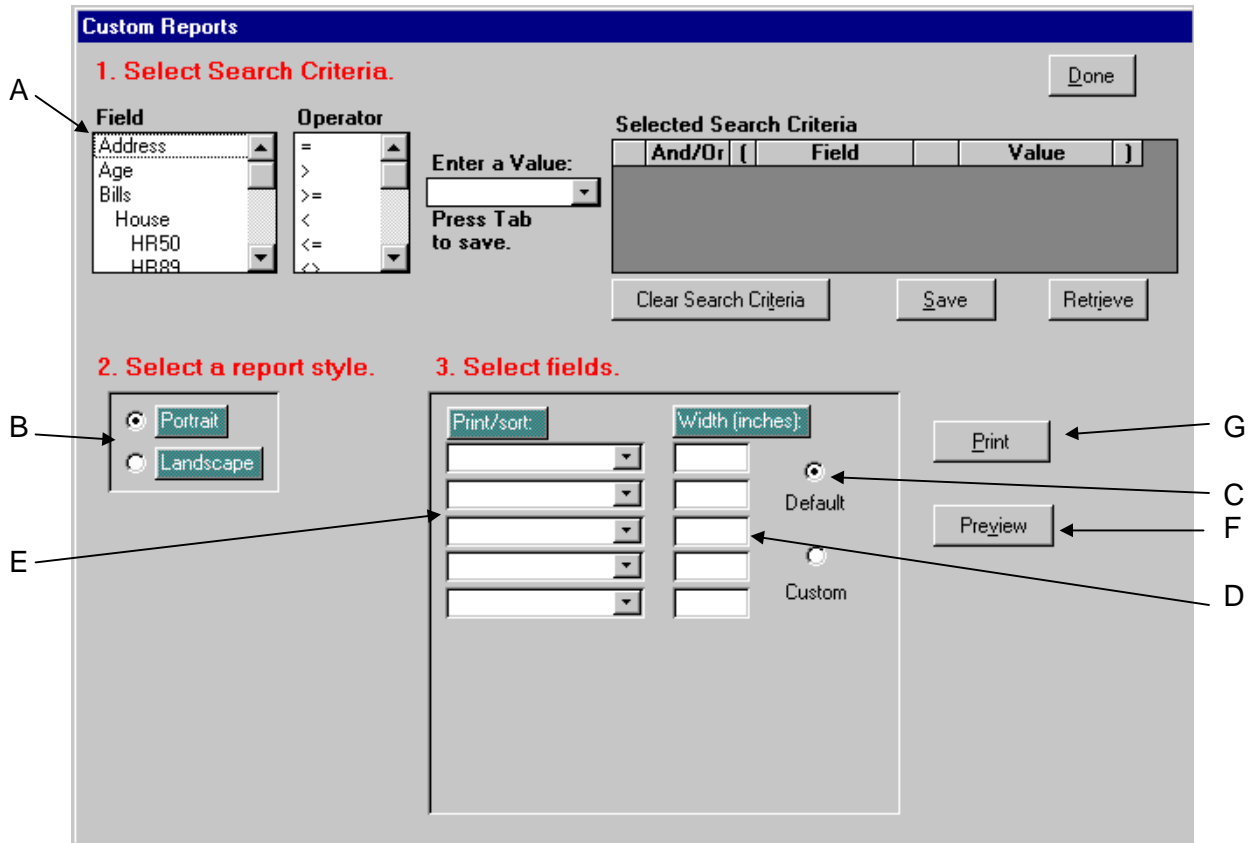 Custom Reports
1. Select Search Criteria.
Done
A
Field
Operator
Address
Age
Bills
House
HR50
HR89
=
>
>=
<
<=
<>
Enter a Value:
Press Tab
to save.
Selected Search Criteria
And/Or ( Field Value )
Clear Search Criteria
Save
Retrieve
2. Select a report style.
3. Select fields.
B
Portrait
Landscape
Print/sort:
Width (inches):
Default
Custom
Print
Preview
G
C
F
E
D